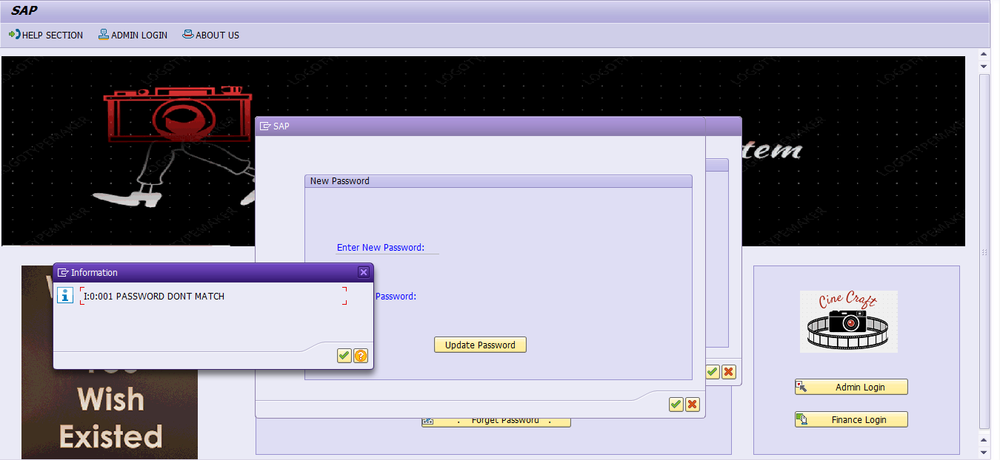 SAP
HELP SECTION ADMIN LOGIN ABOUT US
LOGOTYPEMAKER
tem
SAP
New Password
Enter New Password:
Password:
Update Password
Information
I:0:001 PASSWORD DONT MATCH
Wish
Existed
Forget Password
Cine Craft
Admin Login
Finance Login